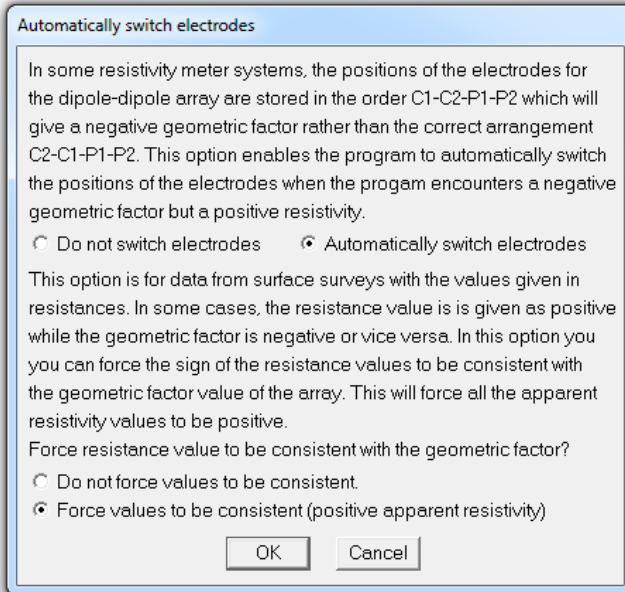 Automatically switch electrodes
In some resistivity meter systems, the positions of the electrodes for
the dipole-dipole array are stored in the order C1-C2-P1-P2 which will
give a negative geometric factor rather than the correct arrangement
C2-C1-P1-P2. This option enables the program to automatically switch
the positions of the electrodes when the progam encounters a negative
geometric factor but a positive resistivity.
Do not switch electrodes Automatically switch electrodes
This option is for data from surface surveys with the values given in
resistances. In some cases, the resistance value is is given as positive
while the geometric factor is negative or vice versa. In this option you
you can force the sign of the resistance values to be consistent with
the geometric factor value of the array. This will force all the apparent
resistivity values to be positive.
Force resistance value to be consistent with the geometric factor?
Do not force values to be consistent.
Force values to be consistent (positive apparent resistivity)
OK Cancel